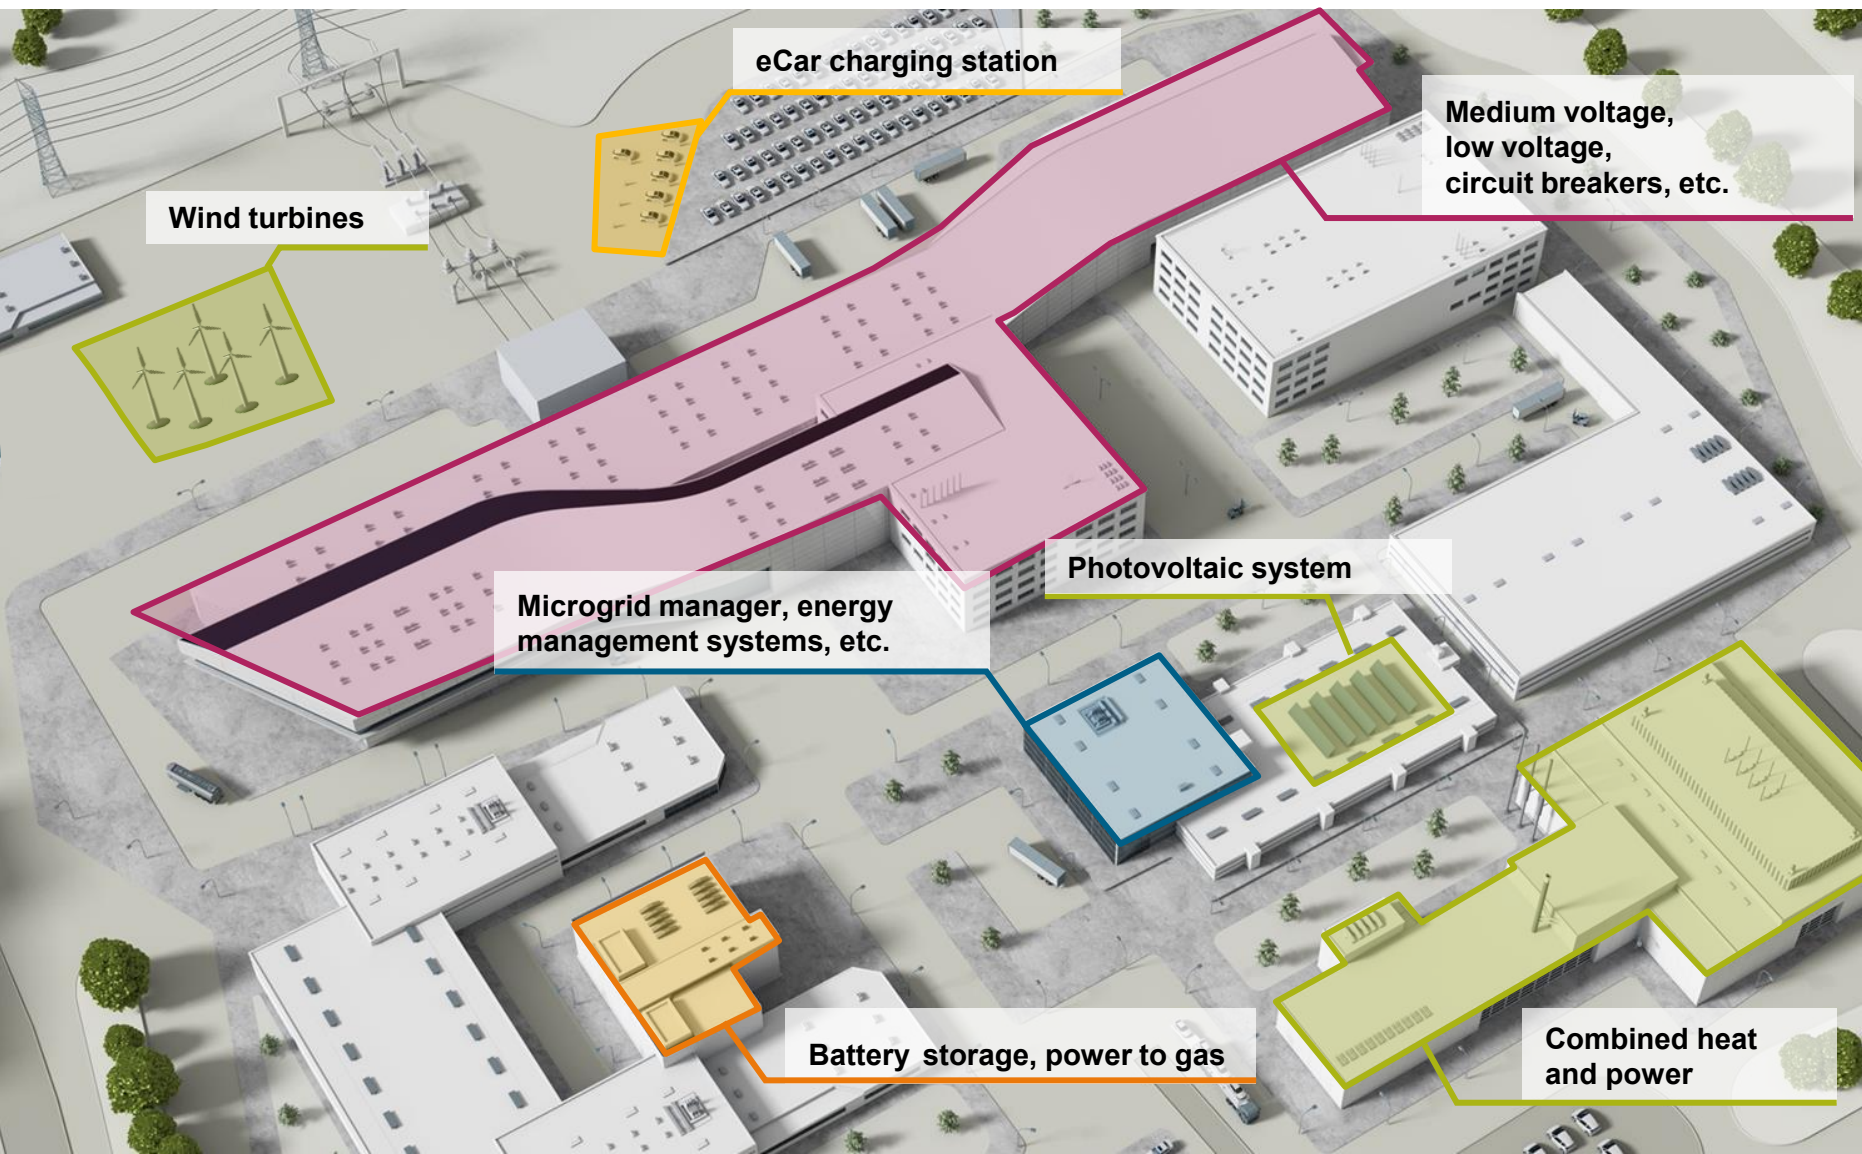 eCar charging station
Medium voltage,
low voltage,
circuit breakers, etc.
Wind turbines
Photovoltaic system
Microgrid manager, energy
management systems, etc.
Battery storage, power to gas
Combined heat
and power